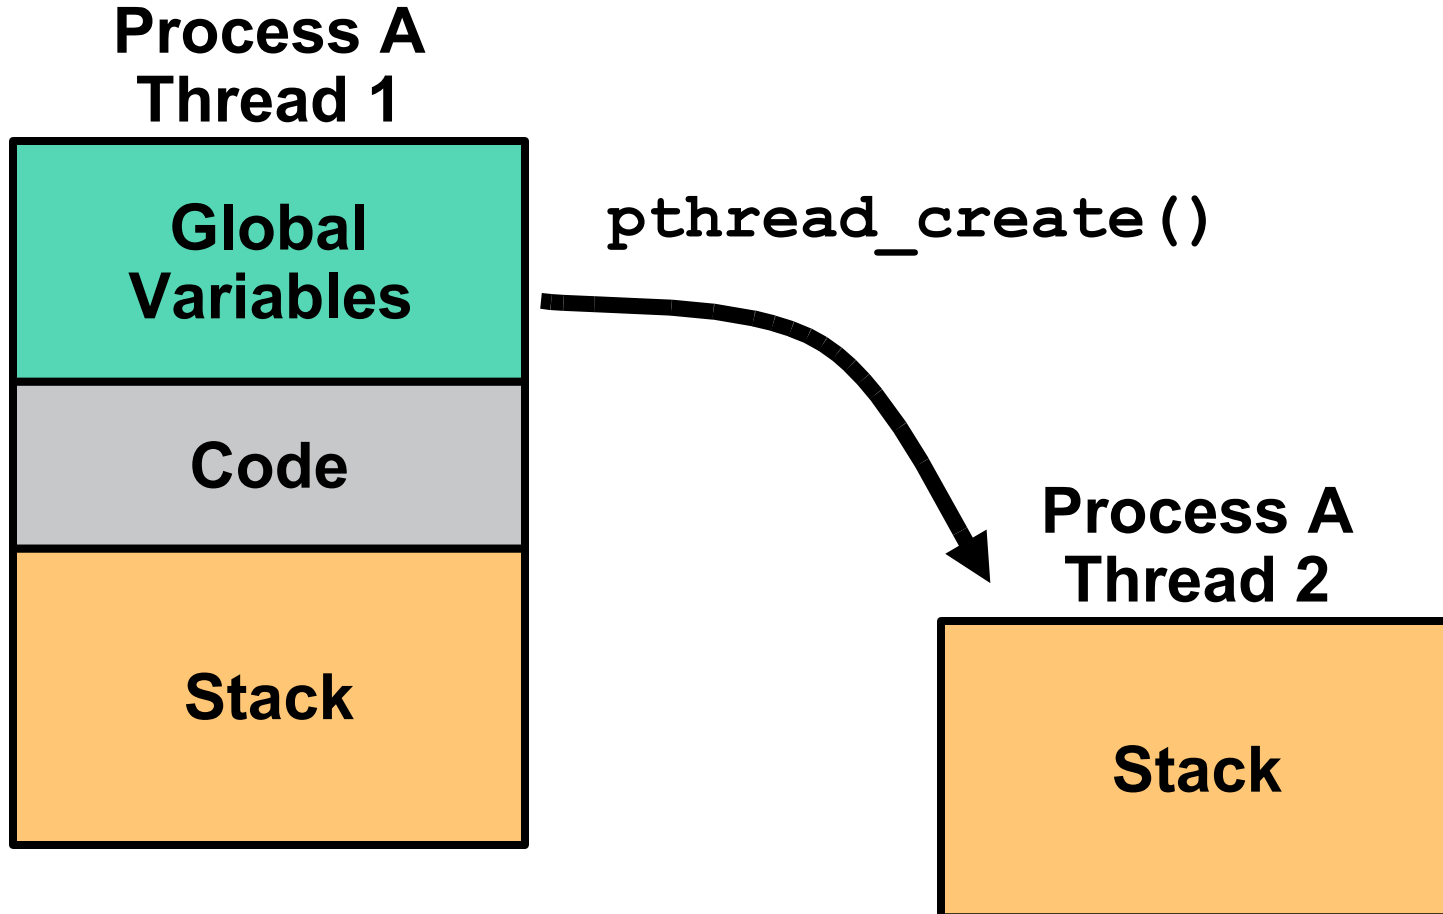 Process A
Thread 1
Global
Variables
pthread_create()
Code
Stack
Process A
Thread 2
Stack